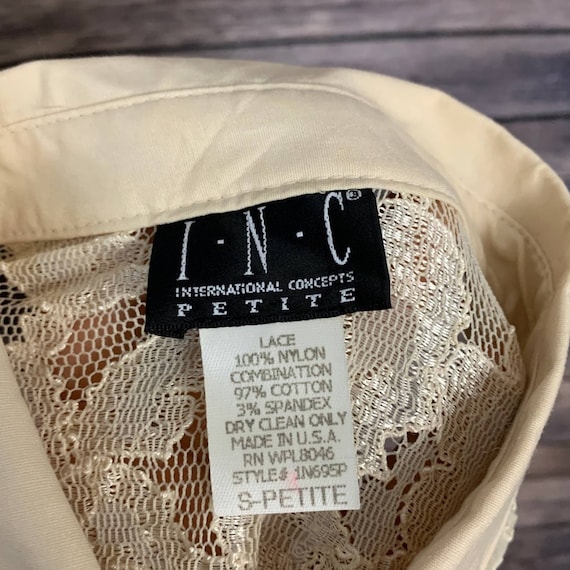 I·N·C®
INTERNATIONAL CONCEPTS
PETITE
LACE
100% NYLON
COMBINATION
97% COTTON
3% SPANDEX
DRY CLEAN ONLY
MADE IN U.S.A.
RN WPL8046
STYLE# 1N695P
S-PETITE